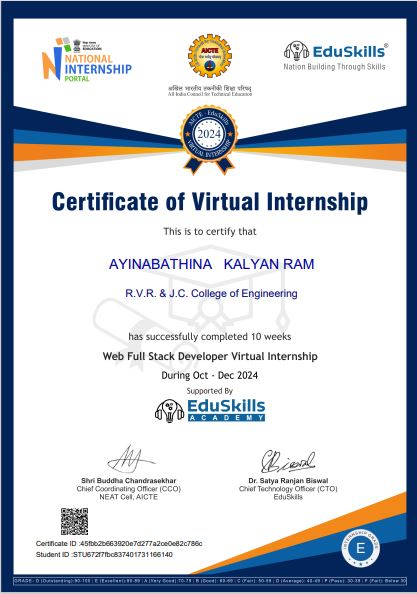 NATIONAL
INTERNSHIP
PORTAL
AICTE
EduSkills®
Nation Building Through Skills
अखिल भारतीय तकनीकी शिक्षा परिषद्
All India Council for Technical Education
AICTE - EduSkills
2024
VIRTUAL INTERNSHIP
Certificate of Virtual Internship
This is to certify that
AYINABATHINA KALYAN RAM
R.V.R. & J.C. College of Engineering
has successfully completed 10 weeks
Web Full Stack Developer Virtual Internship
During Oct - Dec 2024
Supported By
EduSkills
ACADEMY
Shri Buddha Chandrasekhar
Chief Coordinating Officer (CCO)
NEAT Cell, AICTE
Dr. Satya Ranjan Biswal
Chief Technology Officer (CTO)
EduSkills
Certificate ID :45fbb2b663920e7d277a2ce0e82c786c
Student ID :STU672f7fbc837401731166140
INTERNSHIP GRADE
E
GRADE- O (Outstanding): 90-100 | E (Excellent):80-89 | A (Very Good):70-79 | B (Good): 60-69 | C (Fair): 50-59 | D (Average): 40-49 | P (Pass): 30-39 | F (Fail): Below 30